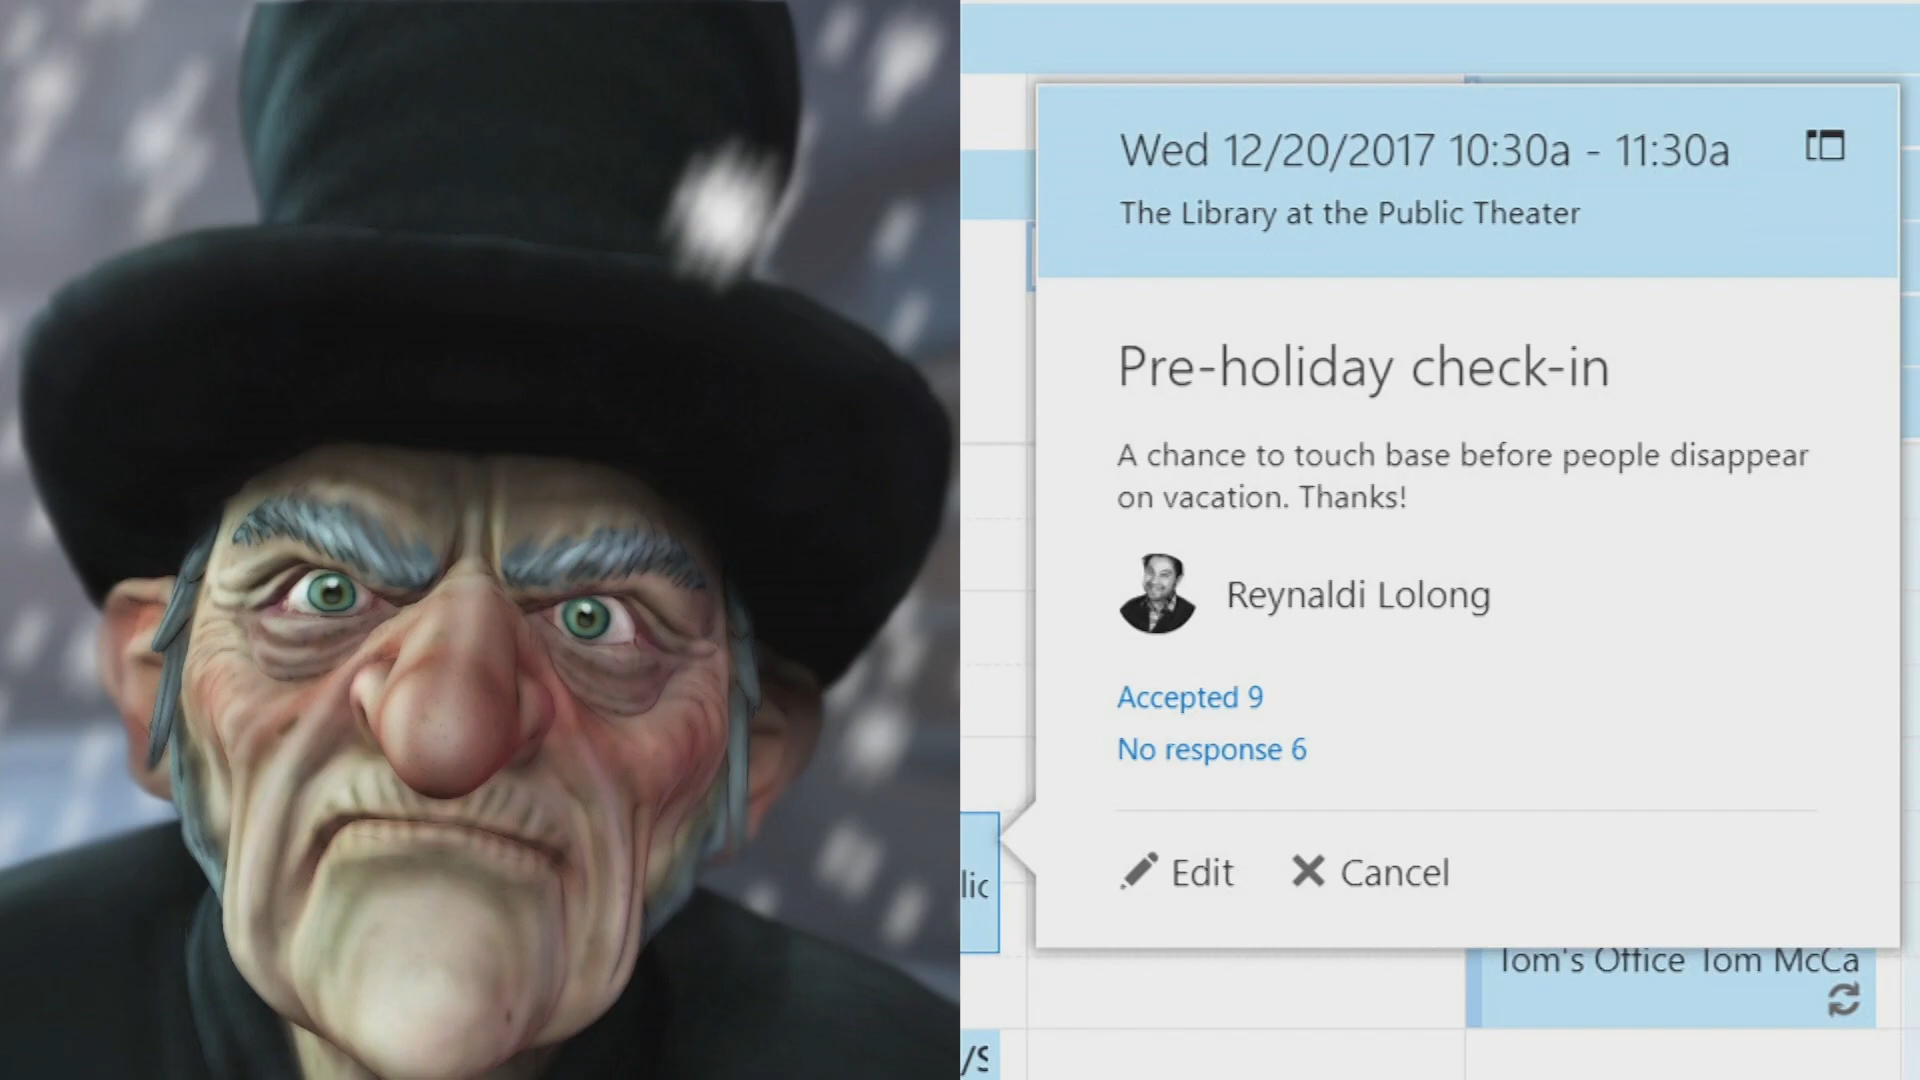 Wed 12/20/2017 10:30a - 11:30a
The Library at the Public Theater
Pre-holiday check-in
A chance to touch base before people disappear
on vacation. Thanks!
Reynaldi Lolong
Accepted 9
No response 6
lic
Edit
Cancel
Tom's Office Tom McCa
/S